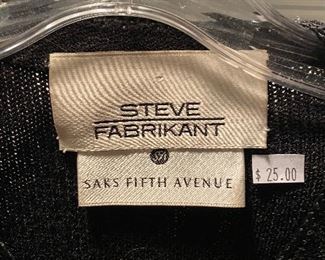 STEVE
FABRIKANT
SAKS FIFTH AVENUE
$ 25.00